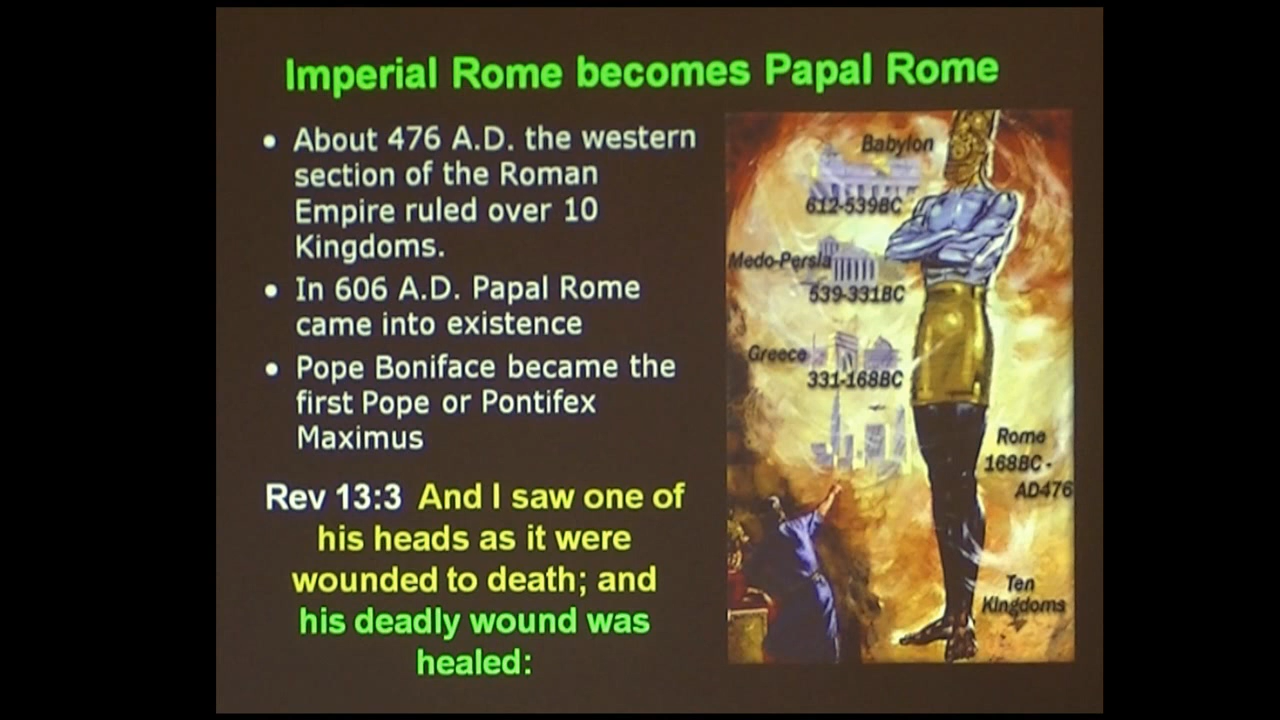 Imperial Rome becomes Papal Rome
• About 476 A.D. the western
section of the Roman
Empire ruled over 10
Kingdoms.
• In 606 A.D. Papal Rome
came into existence
• Pope Boniface became the
first Pope or Pontifex
Maximus
Rev 13:3 And I saw one of
his heads as it were
wounded to death; and
his deadly wound was
healed:
Babylon
612-539BC
Medo-Persia
539-331BC
Greece
331-168BC
Rome
168BC -
AD476
Ten
Kingdoms